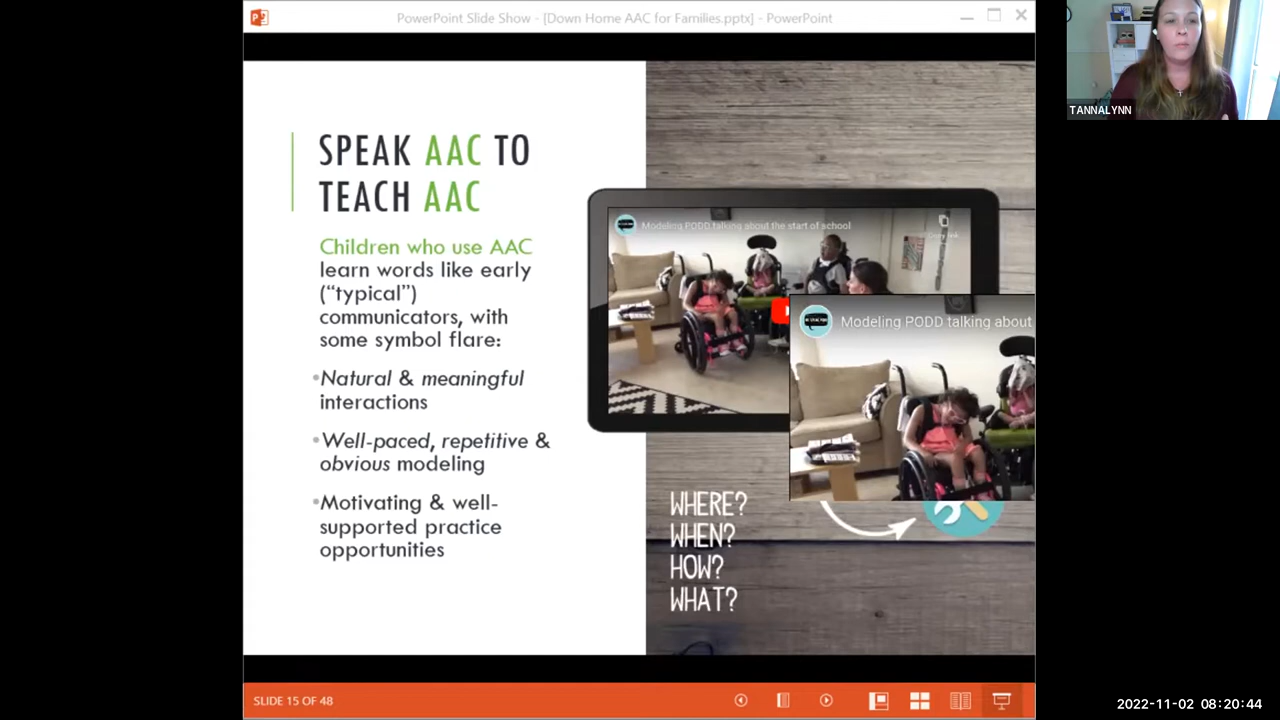 PowerPoint Slide Show - [Down Home AAC for Families.pptx] - PowerPoint
TANNALYNN
SPEAK AAC TO
TEACH AAC
Children who use AAC
learn words like early
(“typical”)
communicators, with
some symbol flare:
•Natural & meaningful
interactions
•Well-paced, repetitive &
obvious modeling
•Motivating & well-
supported practice
opportunities
Modeling PODD talking about the start of school
Modeling PODD talking about
WHERE?
WHEN?
HOW?
WHAT?
SLIDE 15 OF 48
2022-11-02 08:20:44